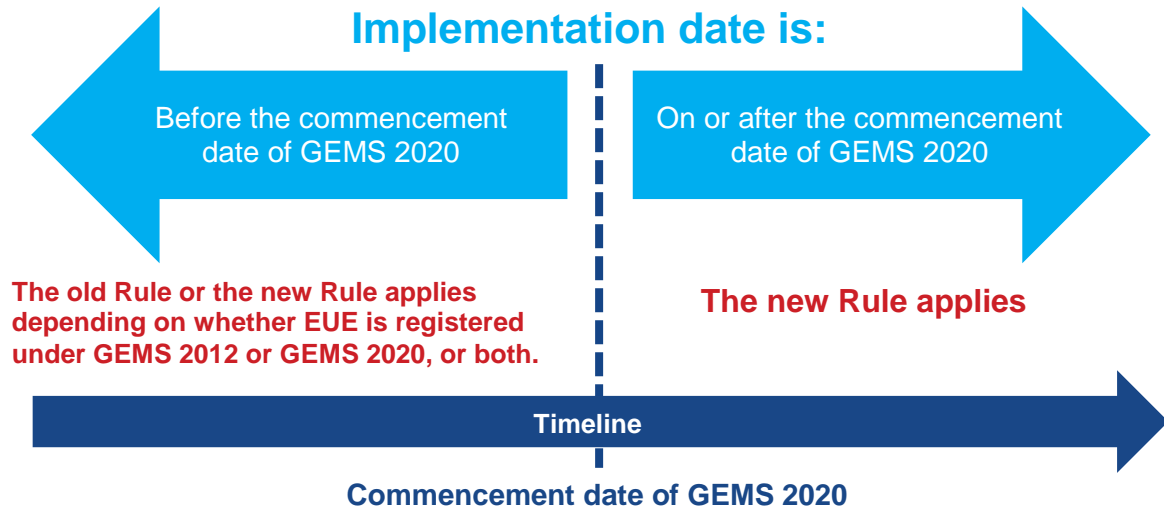 Implementation date is:
Before the commencement
date of GEMS 2020
On or after the commencement
date of GEMS 2020
The old Rule or the new Rule applies
depending on whether EUE is registered
under GEMS 2012 or GEMS 2020, or both.
The new Rule applies
Timeline
Commencement date of GEMS 2020